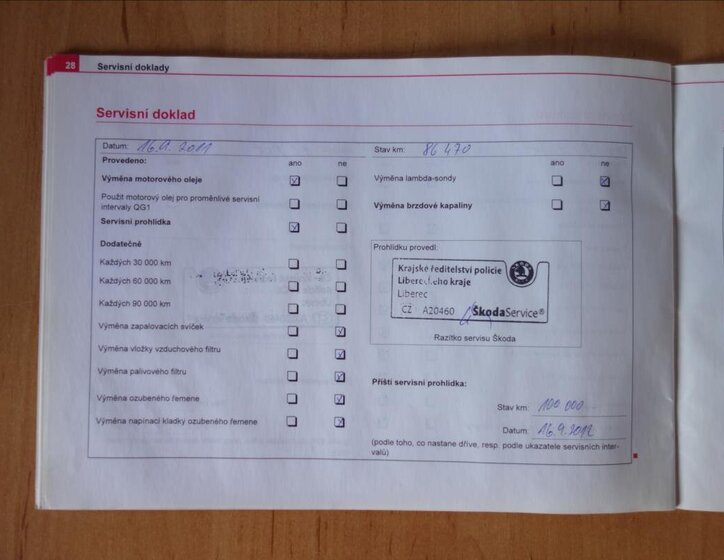 28 Servisní doklady
Servisní doklad
Datum: 16.9.2011
Stav km: 86 470
Provedeno: ano ne
ano ne
Výměna motorového oleje
Výměna lambda-sondy
Použit motorový olej pro proměnlivé servisní
intervaly QG1
Výměna brzdové kapaliny
Servisní prohlídka
Dodatečně
Každých 30 000 km
Každých 60 000 km
Každých 90 000 km
Výměna zapalovacích svíček
Výměna vložky vzduchového filtru
Výměna palivového filtru
Výměna ozubeného řemene
Výměna napínací kladky ozubeného řemene
Prohlídku provedl:
Krajské ředitelství policie
Libereckého kraje
Liberec
CZ A20460 ŠkodaService®
Razítko servisu Škoda
Příští servisní prohlídka:
Stav km: 100 000
Datum: 16.9.2012
(podle toho, co nastane dříve, resp. podle ukazatele servisních inter-
valů)